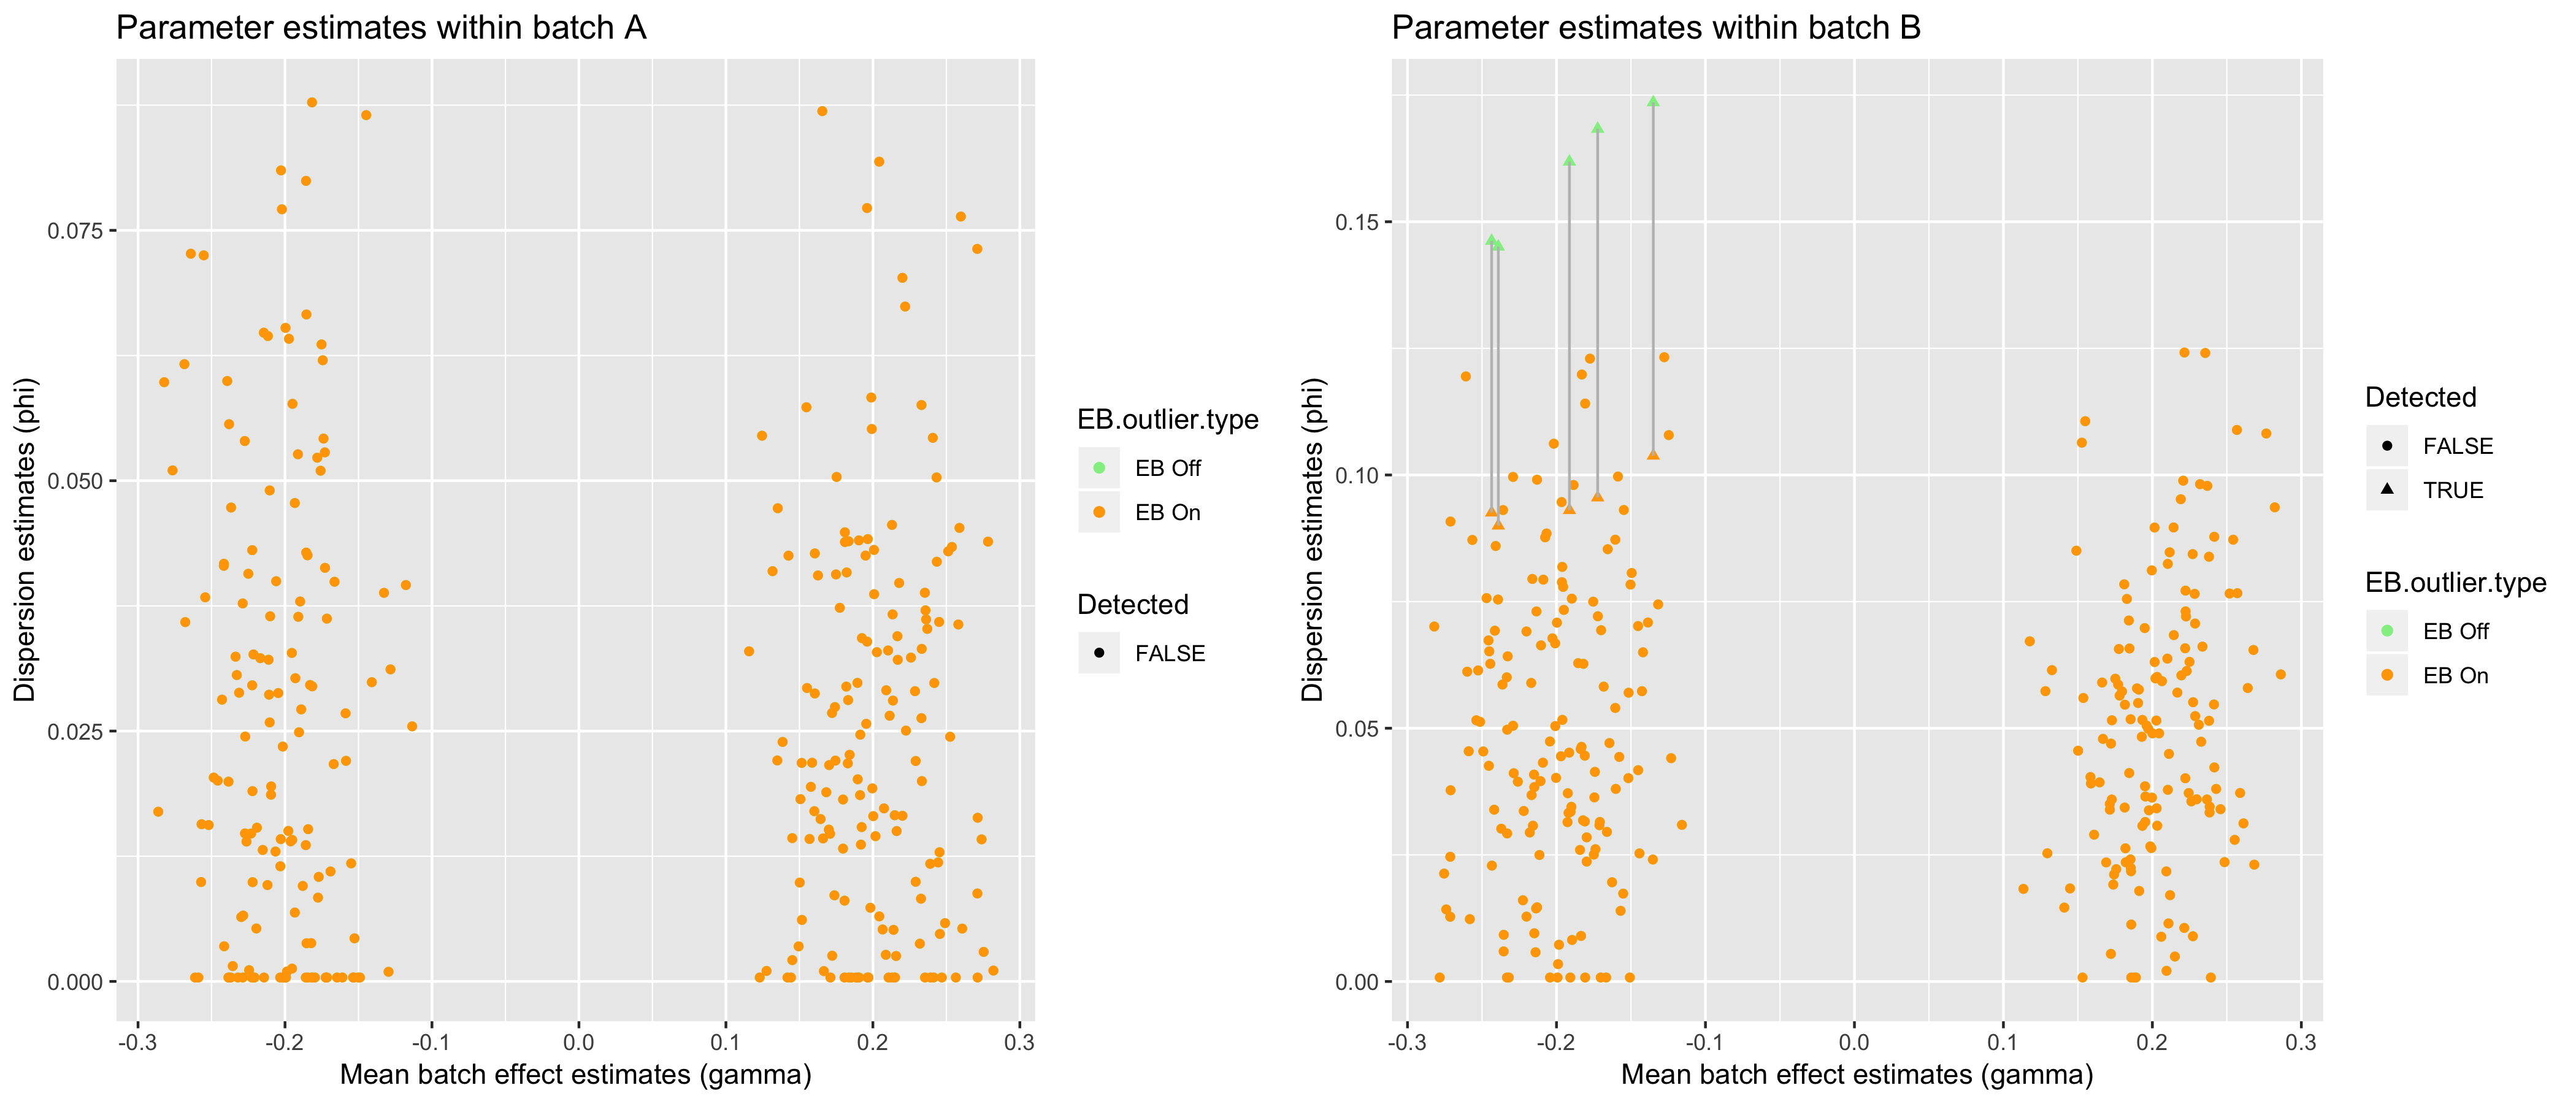 Parameter estimates within batch A
Dispersion estimates (phi)
0.075
0.050
0.025
0.000
-0.3 -0.2 -0.1 0.0 0.1 0.2 0.3
Mean batch effect estimates (gamma)
EB.outlier.type
EB Off
EB On
Detected
FALSE
Parameter estimates within batch B
Dispersion estimates (phi)
0.15
0.10
0.05
0.00
-0.3 -0.2 -0.1 0.0 0.1 0.2 0.3
Mean batch effect estimates (gamma)
Detected
FALSE
TRUE
EB.outlier.type
EB Off
EB On